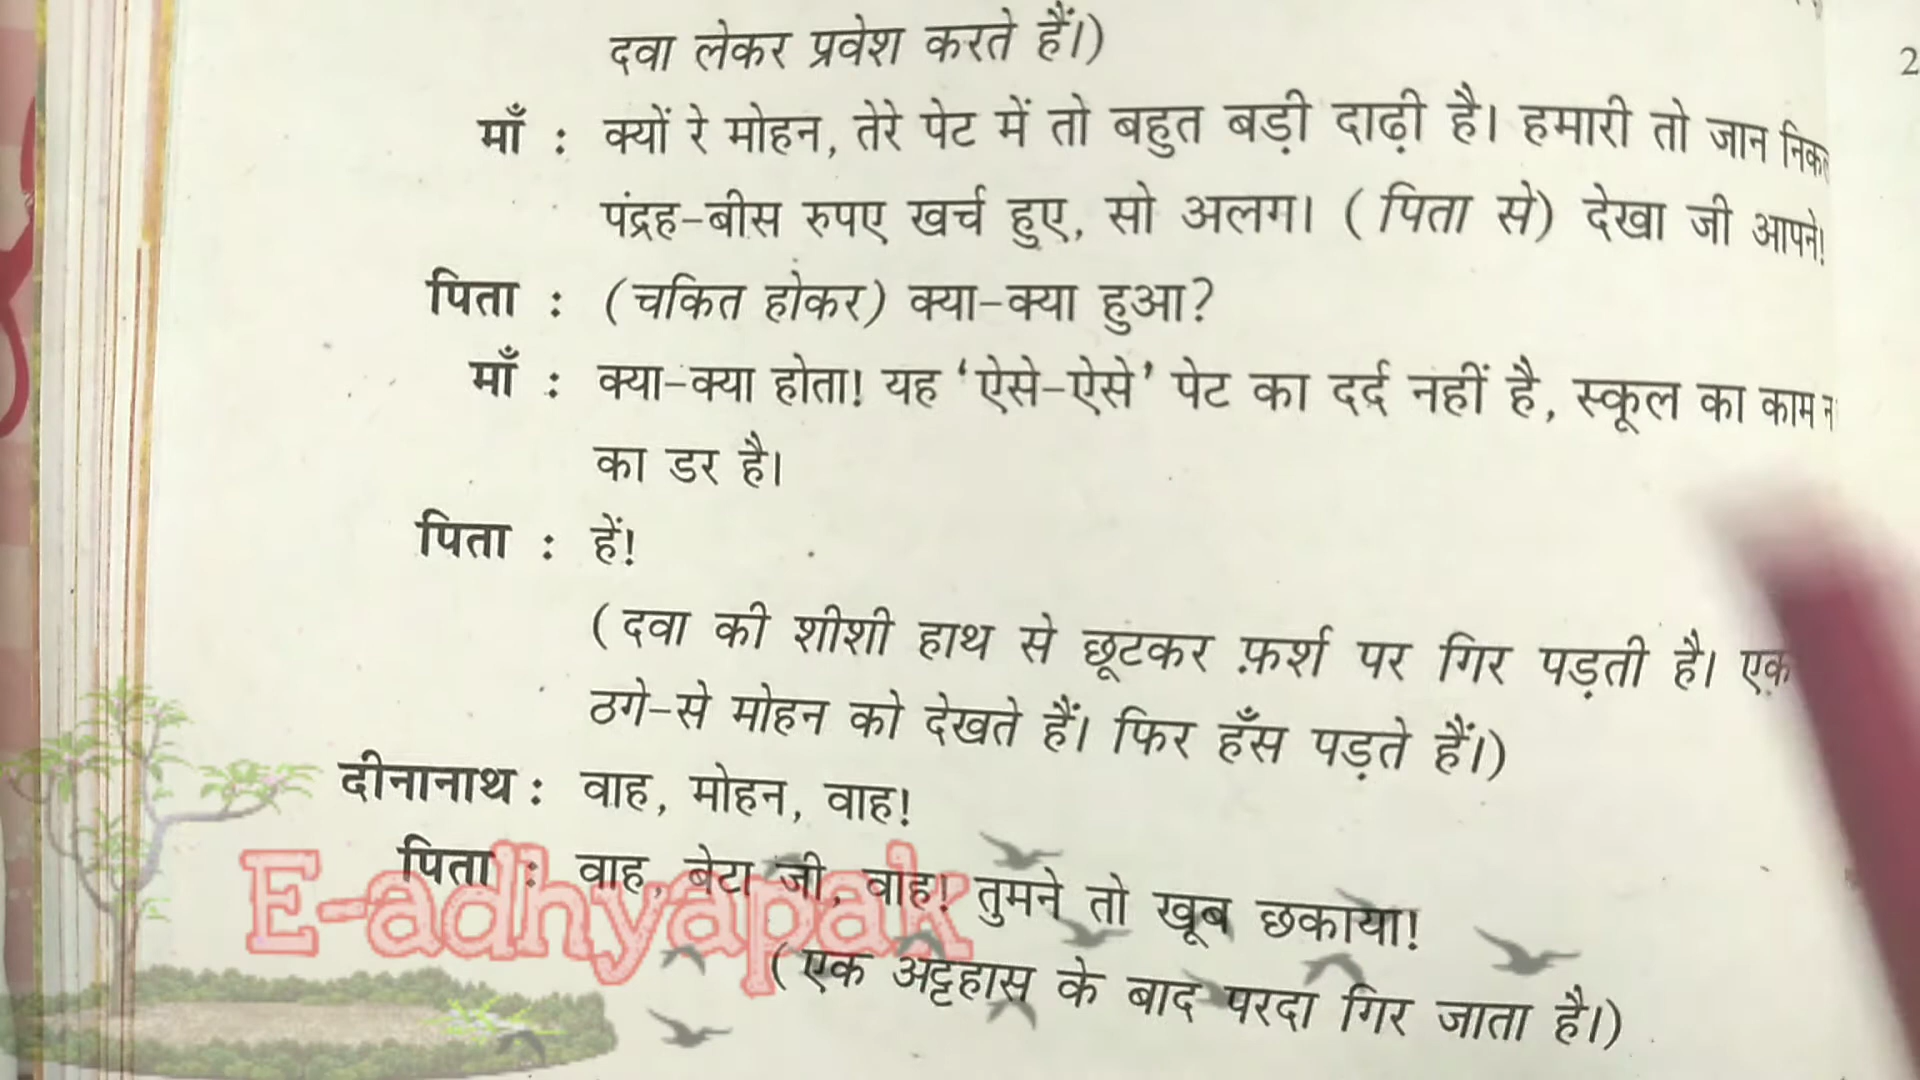 दवा लेकर प्रवेश करते हैं।)
2
माँ : क्यों रे मोहन, तेरे पेट में तो बहुत बड़ी दाढ़ी है। हमारी तो जान
पंद्रह-बीस रुपए खर्च हुए, सो अलग। (पिता से) देखा जी आपने!
पिता : (चकित होकर) क्या-क्या हुआ?
माँ : क्या-क्या होता! यह ‘ऐसे-ऐसे’ पेट का दर्द नहीं है, स्कूल का काम न
का डर है।
पिता : हें!
(दवा की शीशी हाथ से छूटकर फ़र्श पर गिर पड़ती है। एक
ठगे-से मोहन को देखते हैं। फिर हँस पड़ते हैं।)
दीनानाथ : वाह, मोहन, वाह!
पिता : वाह, बेटा जी, वाह! तुमने तो खूब छकाया!
(एक अट्टहास के बाद परदा गिर जाता है।)
E-adhyapak